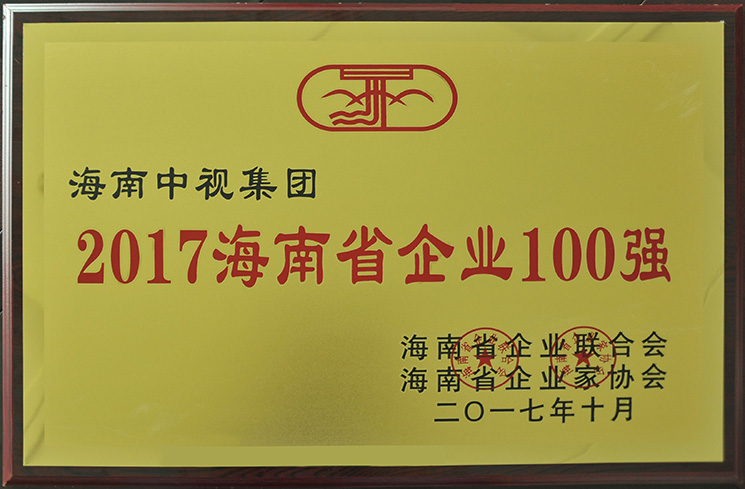 海南中视集团
2017海南省企业100强
海南省企业联合会
海南省企业家协会
二〇一七年十月